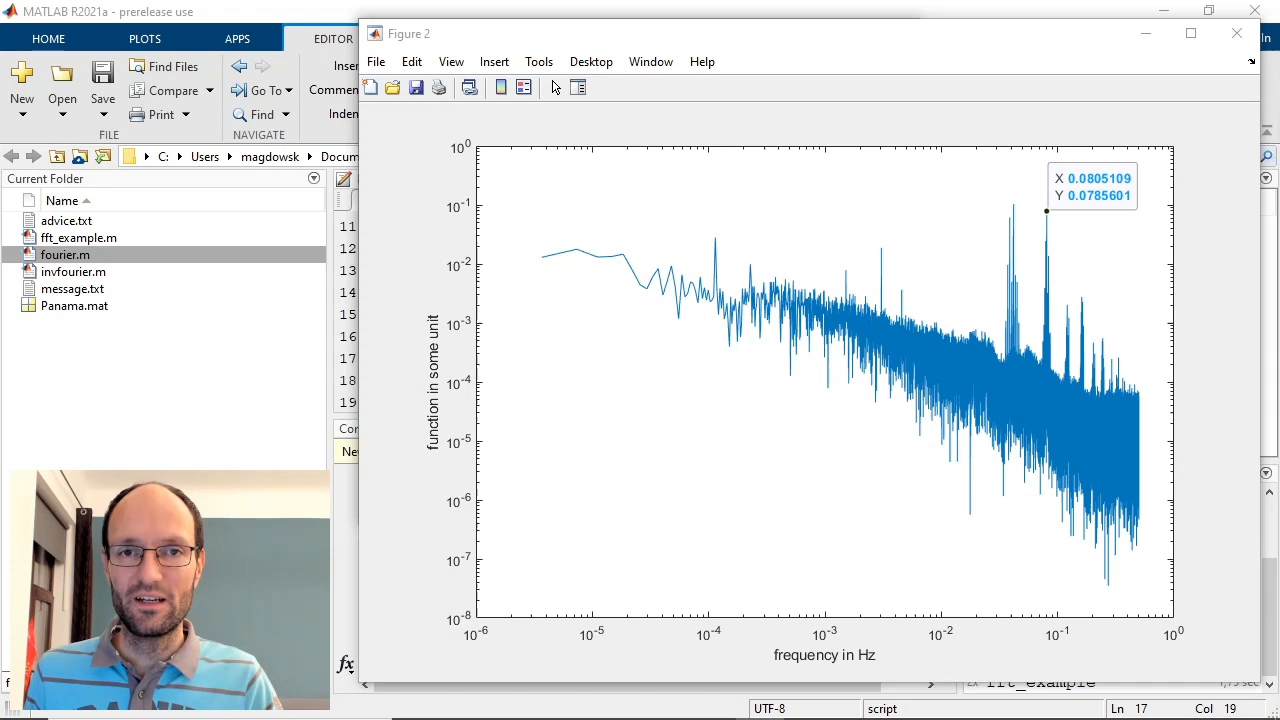 MATLAB R2021a - prerelease use
HOME PLOTS APPS EDITOR
New
Open
Save
Find Files
Compare
Print
FILE
Go To
Find
NAVIGATE
C: Users magdowsk
Current Folder
Name
advice.txt
fft_example.m
fourier.m
invfourier.m
message.txt
Panama.mat
11
12
13
14
15
16
17
18
19
fx
Figure 2
File Edit View Insert Tools Desktop Window Help
X 0.0805109
Y 0.0785601
function in some unit
10^0
10^-1
10^-2
10^-3
10^-4
10^-5
10^-6
10^-7
10^-8
10^-6 10^-5 10^-4 10^-3 10^-2 10^-1 10^0
frequency in Hz
UTF-8 script Ln 17 Col 19